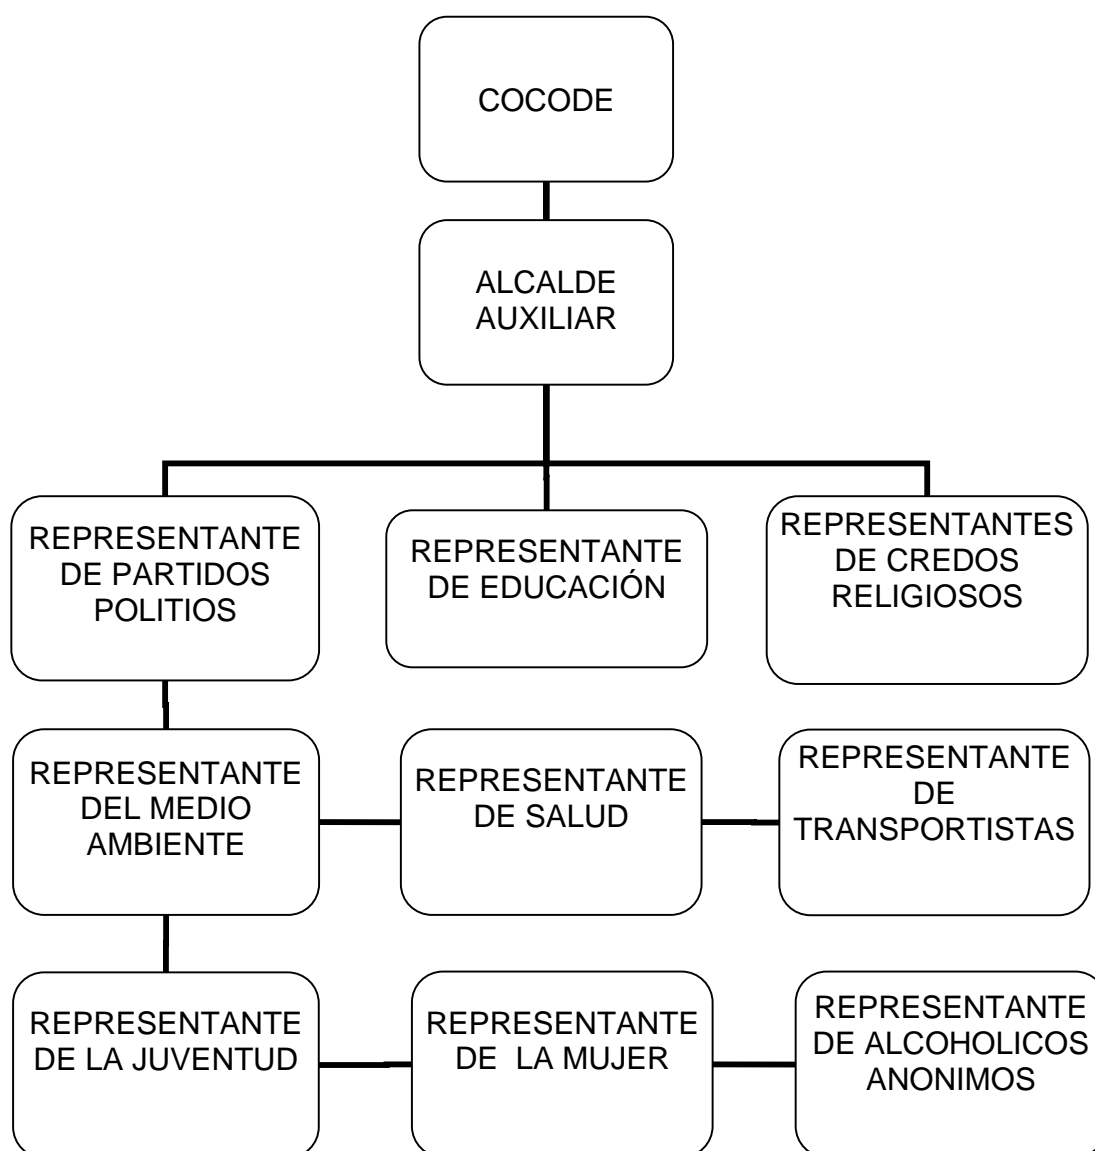 COCODE
ALCALDE
AUXILIAR
REPRESENTANTE
DE PARTIDOS
POLITIOS
REPRESENTANTE
DE EDUCACIÓN
REPRESENTANTES
DE CREDOS
RELIGIOSOS
REPRESENTANTE
DEL MEDIO
AMBIENTE
REPRESENTANTE
DE SALUD
REPRESENTANTE
DE
TRANSPORTISTAS
REPRESENTANTE
DE LA JUVENTUD
REPRESENTANTE
DE LA MUJER
REPRESENTANTE
DE ALCOHOLICOS
ANONIMOS